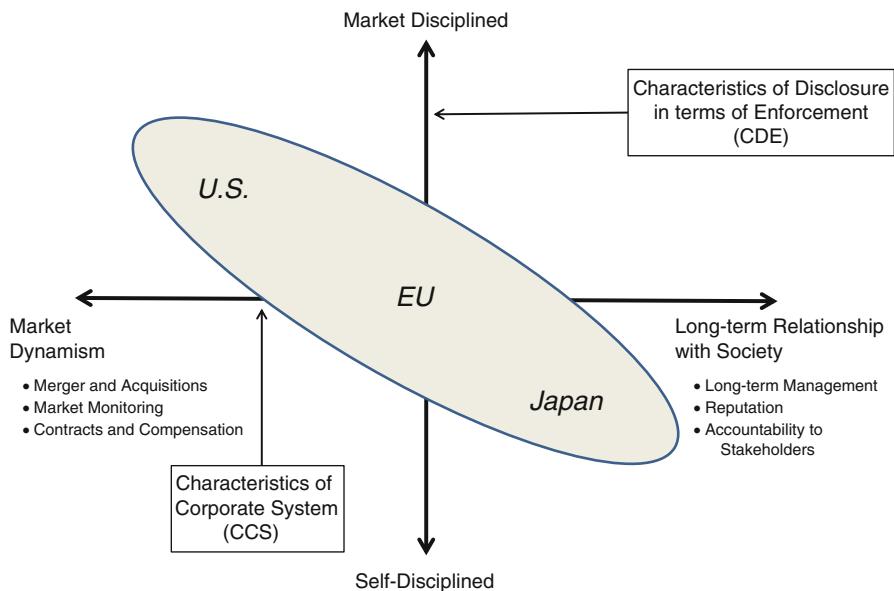 Market Disciplined
Characteristics of Disclosure
in terms of Enforcement
(CDE)
U.S.
EU
Japan
Market
Dynamism
• Merger and Acquisitions
• Market Monitoring
• Contracts and Compensation
Long-term Relationship
with Society
• Long-term Management
• Reputation
• Accountability to
Stakeholders
Characteristics of
Corporate System
(CCS)
Self-Disciplined